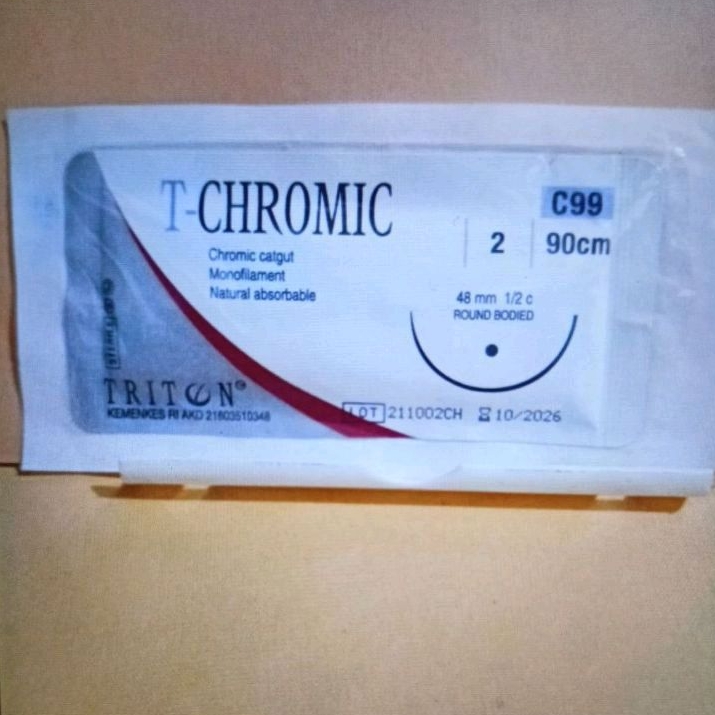 T-CHROMIC
Chromic catgut
Monofilament
Natural absorbable
C99
2 90cm
48 mm 1/2 c
ROUND BODIED
TRITON®
KEMENKES RI AKD 21603510348
LOT 211002CH 10/2026